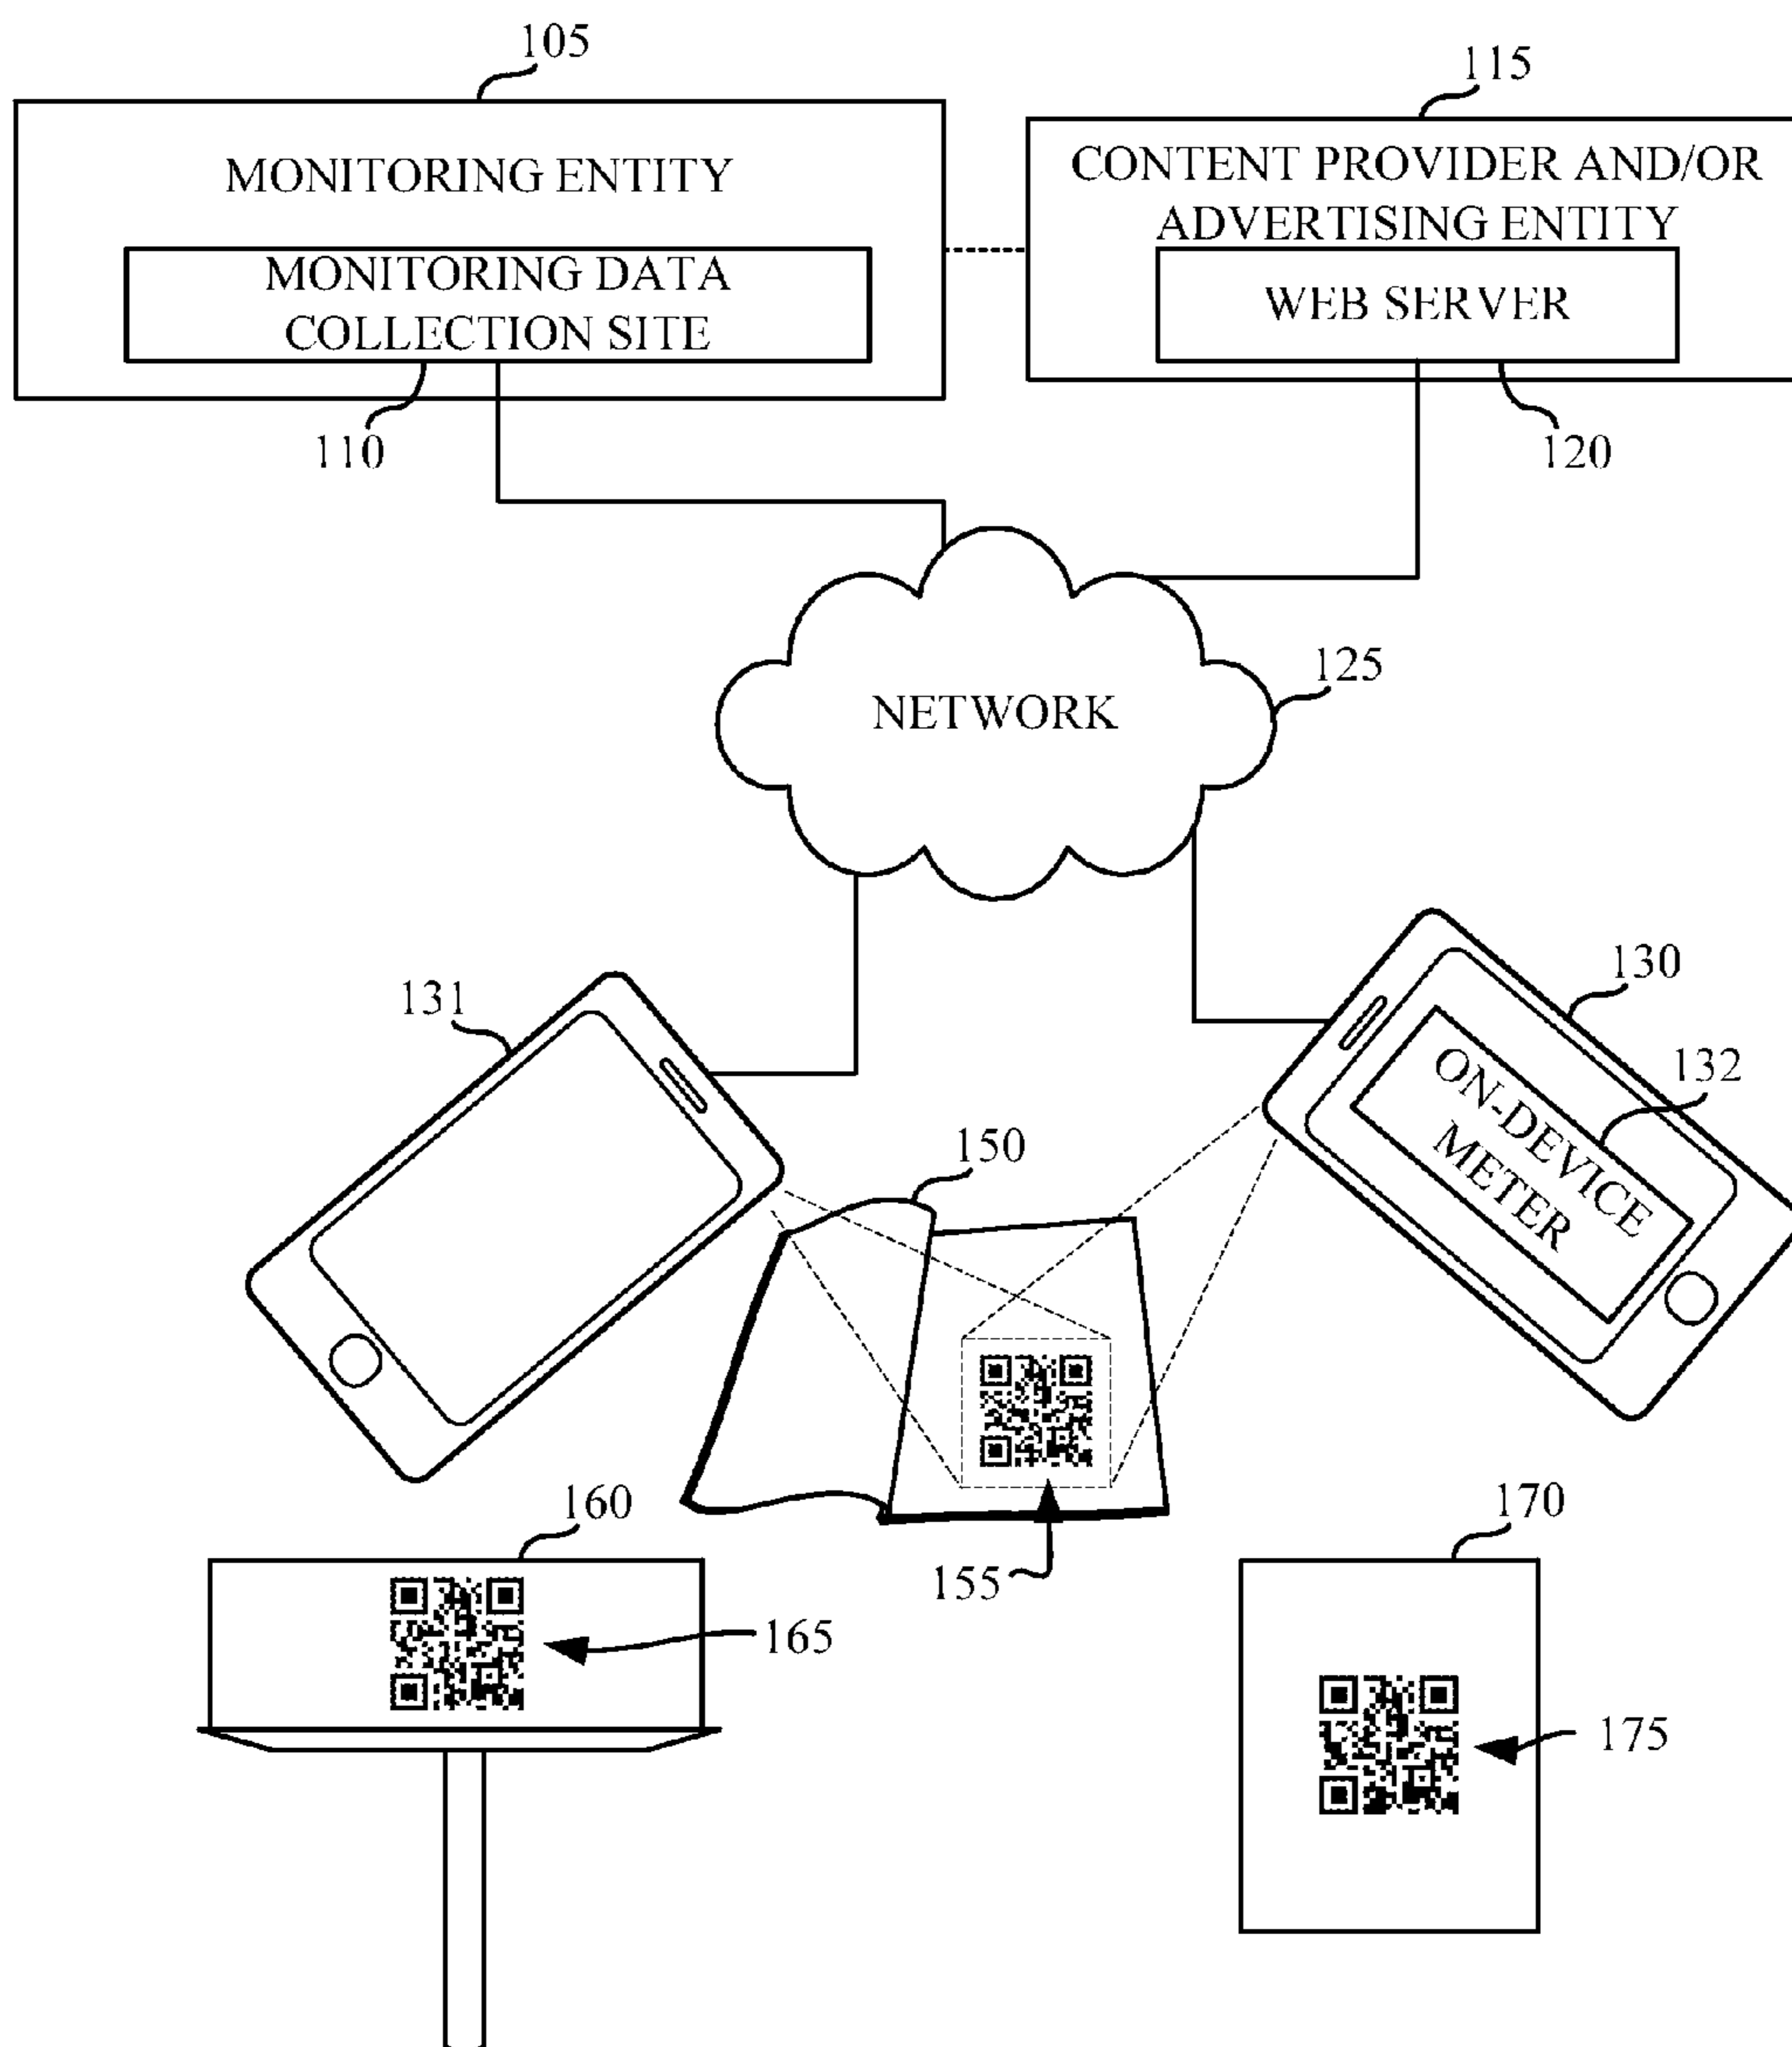 105
115
MONITORING ENTITY
CONTENT PROVIDER AND/OR
ADVERTISING ENTITY
MONITORING DATA
COLLECTION SITE
WEB SERVER
110
120
125
NETWORK
130
131
132
ON-DEVICE
METER
150
160
170
155
165
175